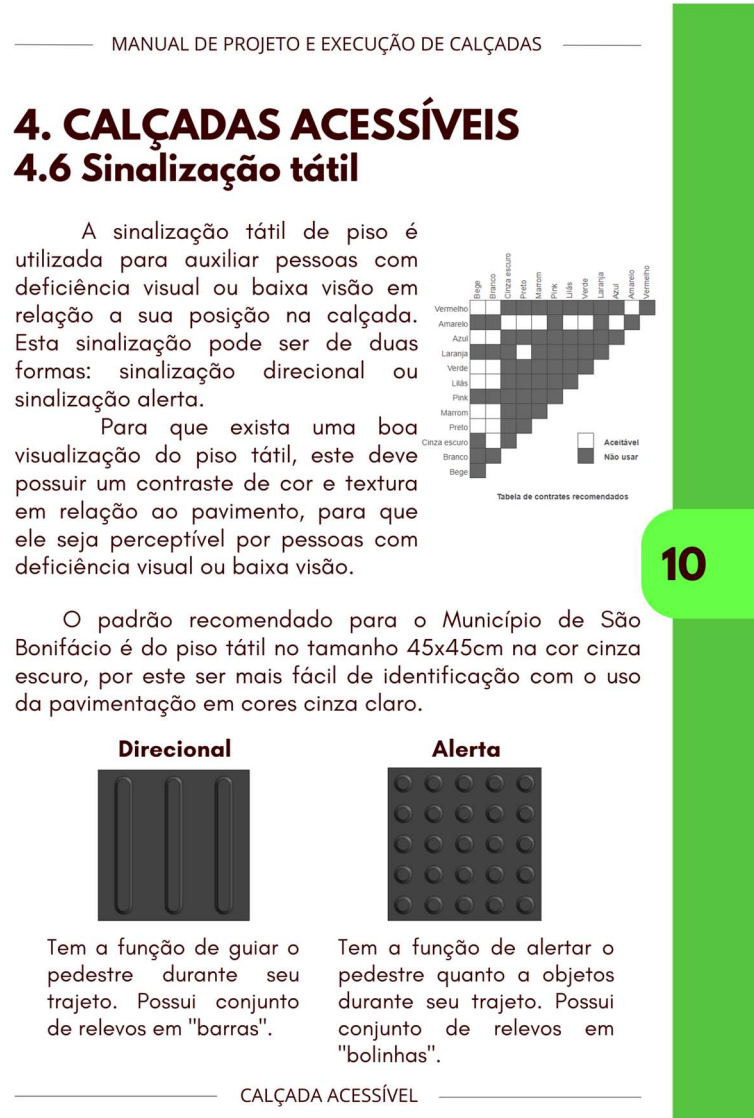 MANUAL DE PROJETO E EXECUÇÃO DE CALÇADAS
4. CALÇADAS ACESSÍVEIS
4.6 Sinalização tátil
A sinalização tátil de piso é
utilizada para auxiliar pessoas com
deficiência visual ou baixa visão em
relação a sua posição na calçada.
Esta sinalização pode ser de duas
formas: sinalização direcional ou
sinalização alerta.
Para que exista uma boa
visualização do piso tátil, este deve
possuir um contraste de cor e textura
em relação ao pavimento, para que
ele seja perceptível por pessoas com
deficiência visual ou baixa visão.
Bege
Branco
Cinza escuro
Preto
Marrom
Pink
Lilás
Verde
Laranja
Azul
Amarelo
Vermelho
Vermelho
Amarelo
Azul
Laranja
Verde
Lilás
Pink
Marrom
Preto
Cinza escuro
Branco
Bege
Aceitável
Não usar
Tabela de contrates recomendados
10
O padrão recomendado para o Município de São
Bonifácio é do piso tátil no tamanho 45x45cm na cor cinza
escuro, por este ser mais fácil de identificação com o uso
da pavimentação em cores cinza claro.
Direcional
Tem a função de guiar o
pedestre durante seu
trajeto. Possui conjunto
de relevos em "barras".
Alerta
Tem a função de alertar o
pedestre quanto a objetos
durante seu trajeto. Possui
conjunto de relevos em
"bolinhas".
CALÇADA ACESSÍVEL